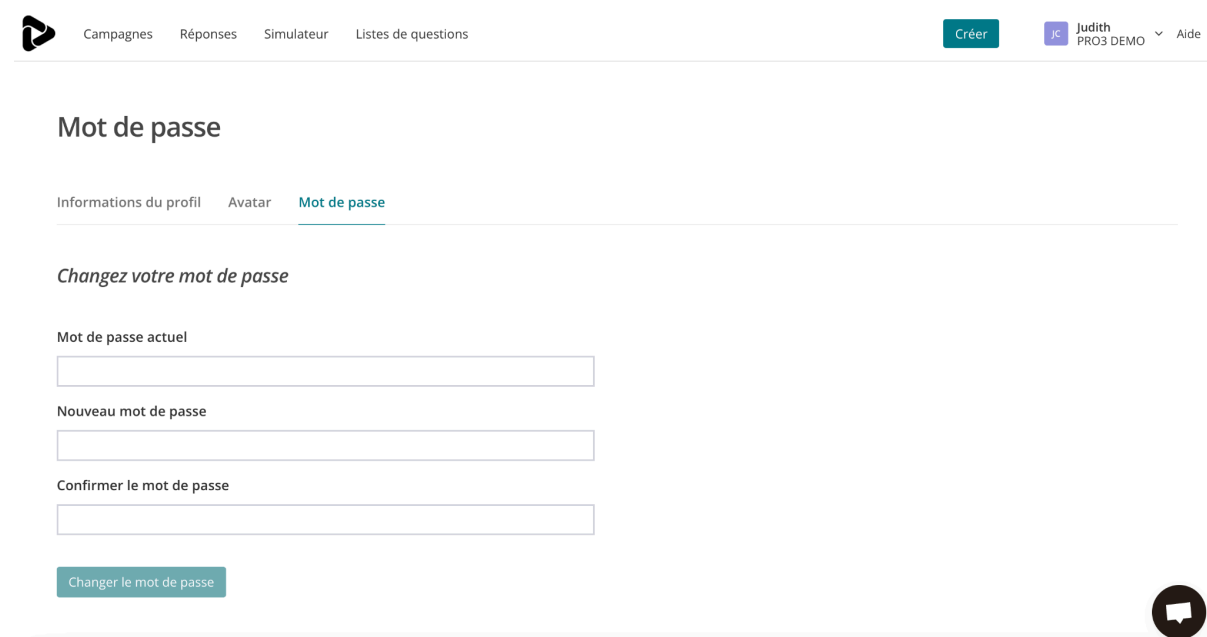 Campagnes Réponses Simulateur Listes de questions Créer JC Judith Aide
PRO3 DEMO
Mot de passe
Informations du profil Avatar Mot de passe
Changez votre mot de passe
Mot de passe actuel
Nouveau mot de passe
Confirmer le mot de passe
Changer le mot de passe